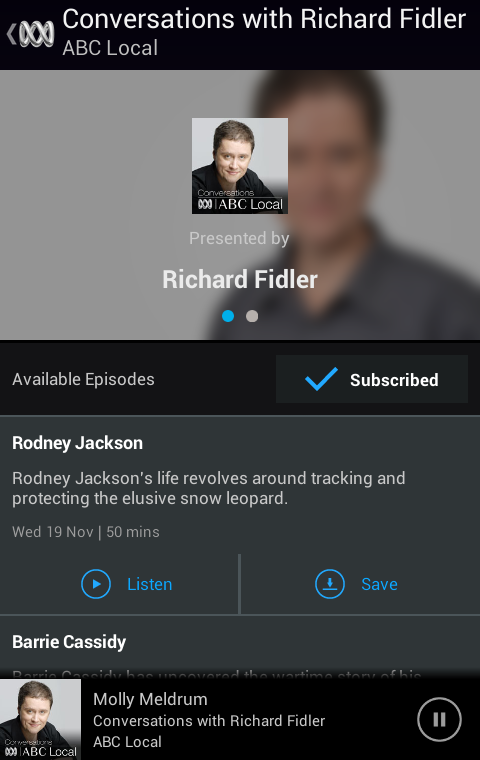 Conversations with Richard Fidler
ABC Local
Conversations
ABC Local
Presented by
Richard Fidler
Available Episodes
Subscribed
Rodney Jackson
Rodney Jackson's life revolves around tracking and
protecting the elusive snow leopard.
Wed 19 Nov | 50 mins
Listen
Save
Barrie Cassidy
Barrie Cassidy has uncovered the wartime story of his
Conversations
ABC Local
Molly Meldrum
Conversations with Richard Fidler
ABC Local